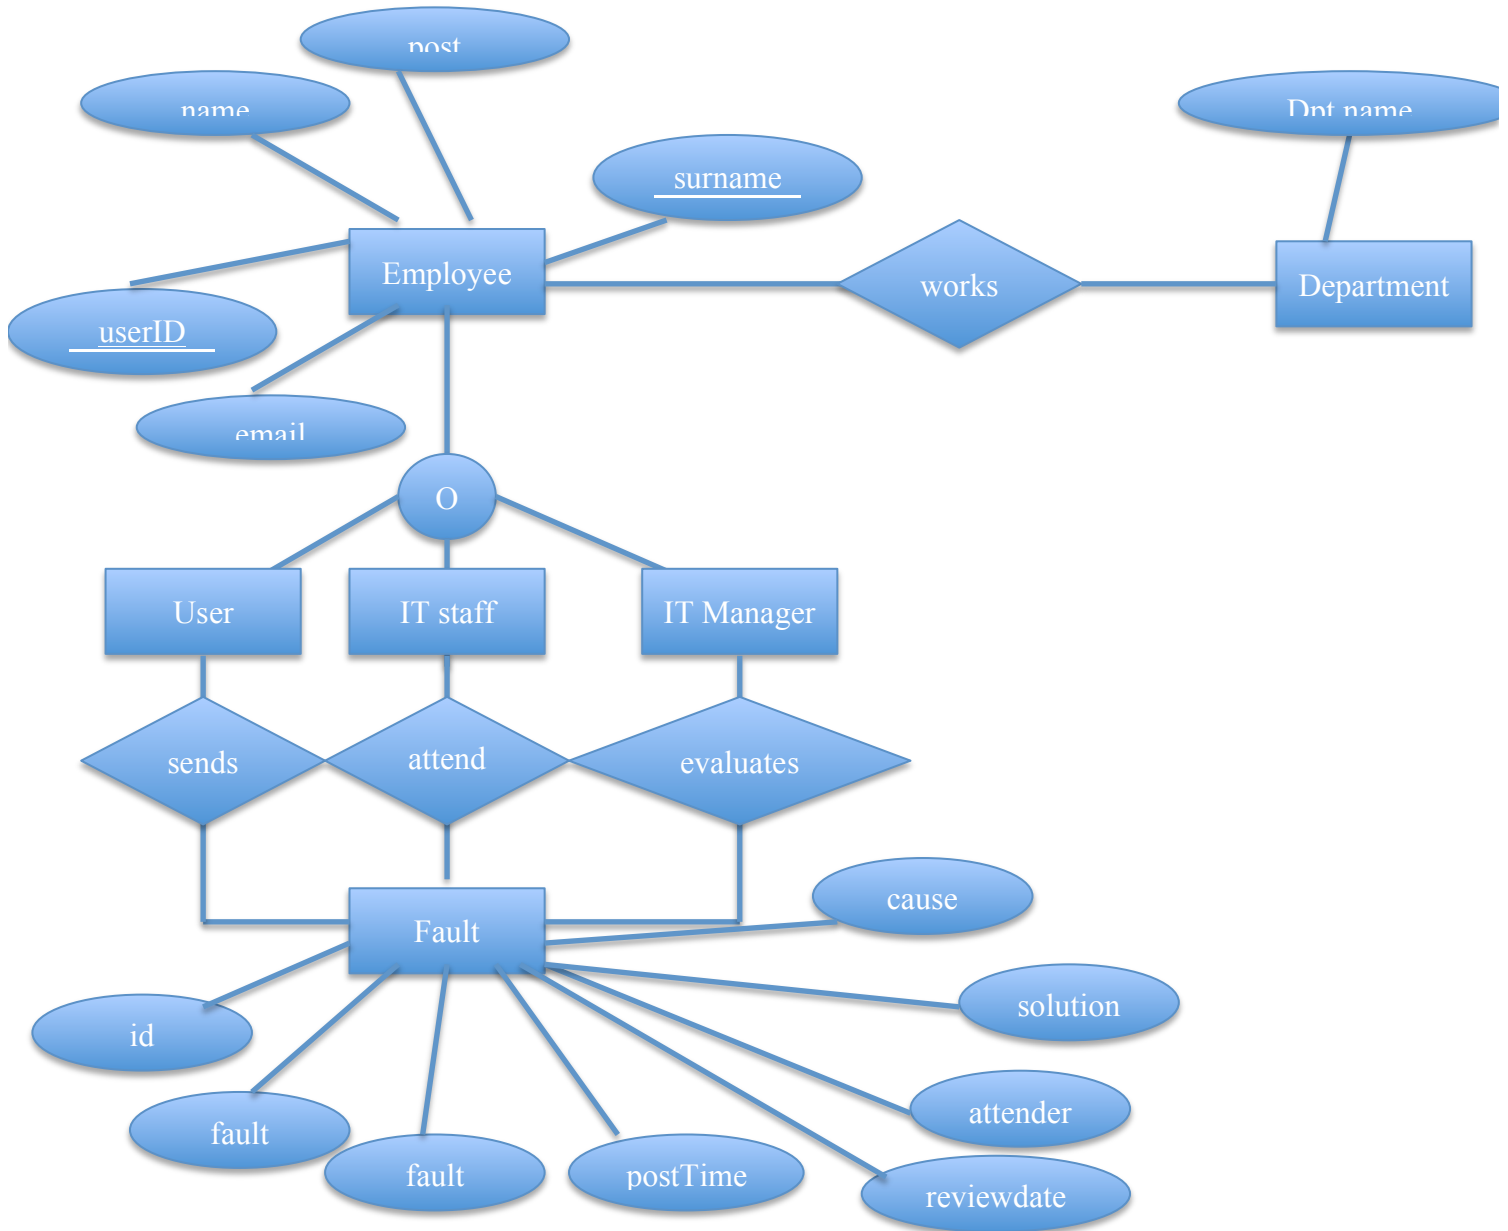 post
name
Dpt name
surname
Employee
works
Department
userID
email
O
User
IT staff
IT Manager
sends
attend
evaluates
cause
Fault
solution
id
attender
fault
fault
postTime
reviewdate